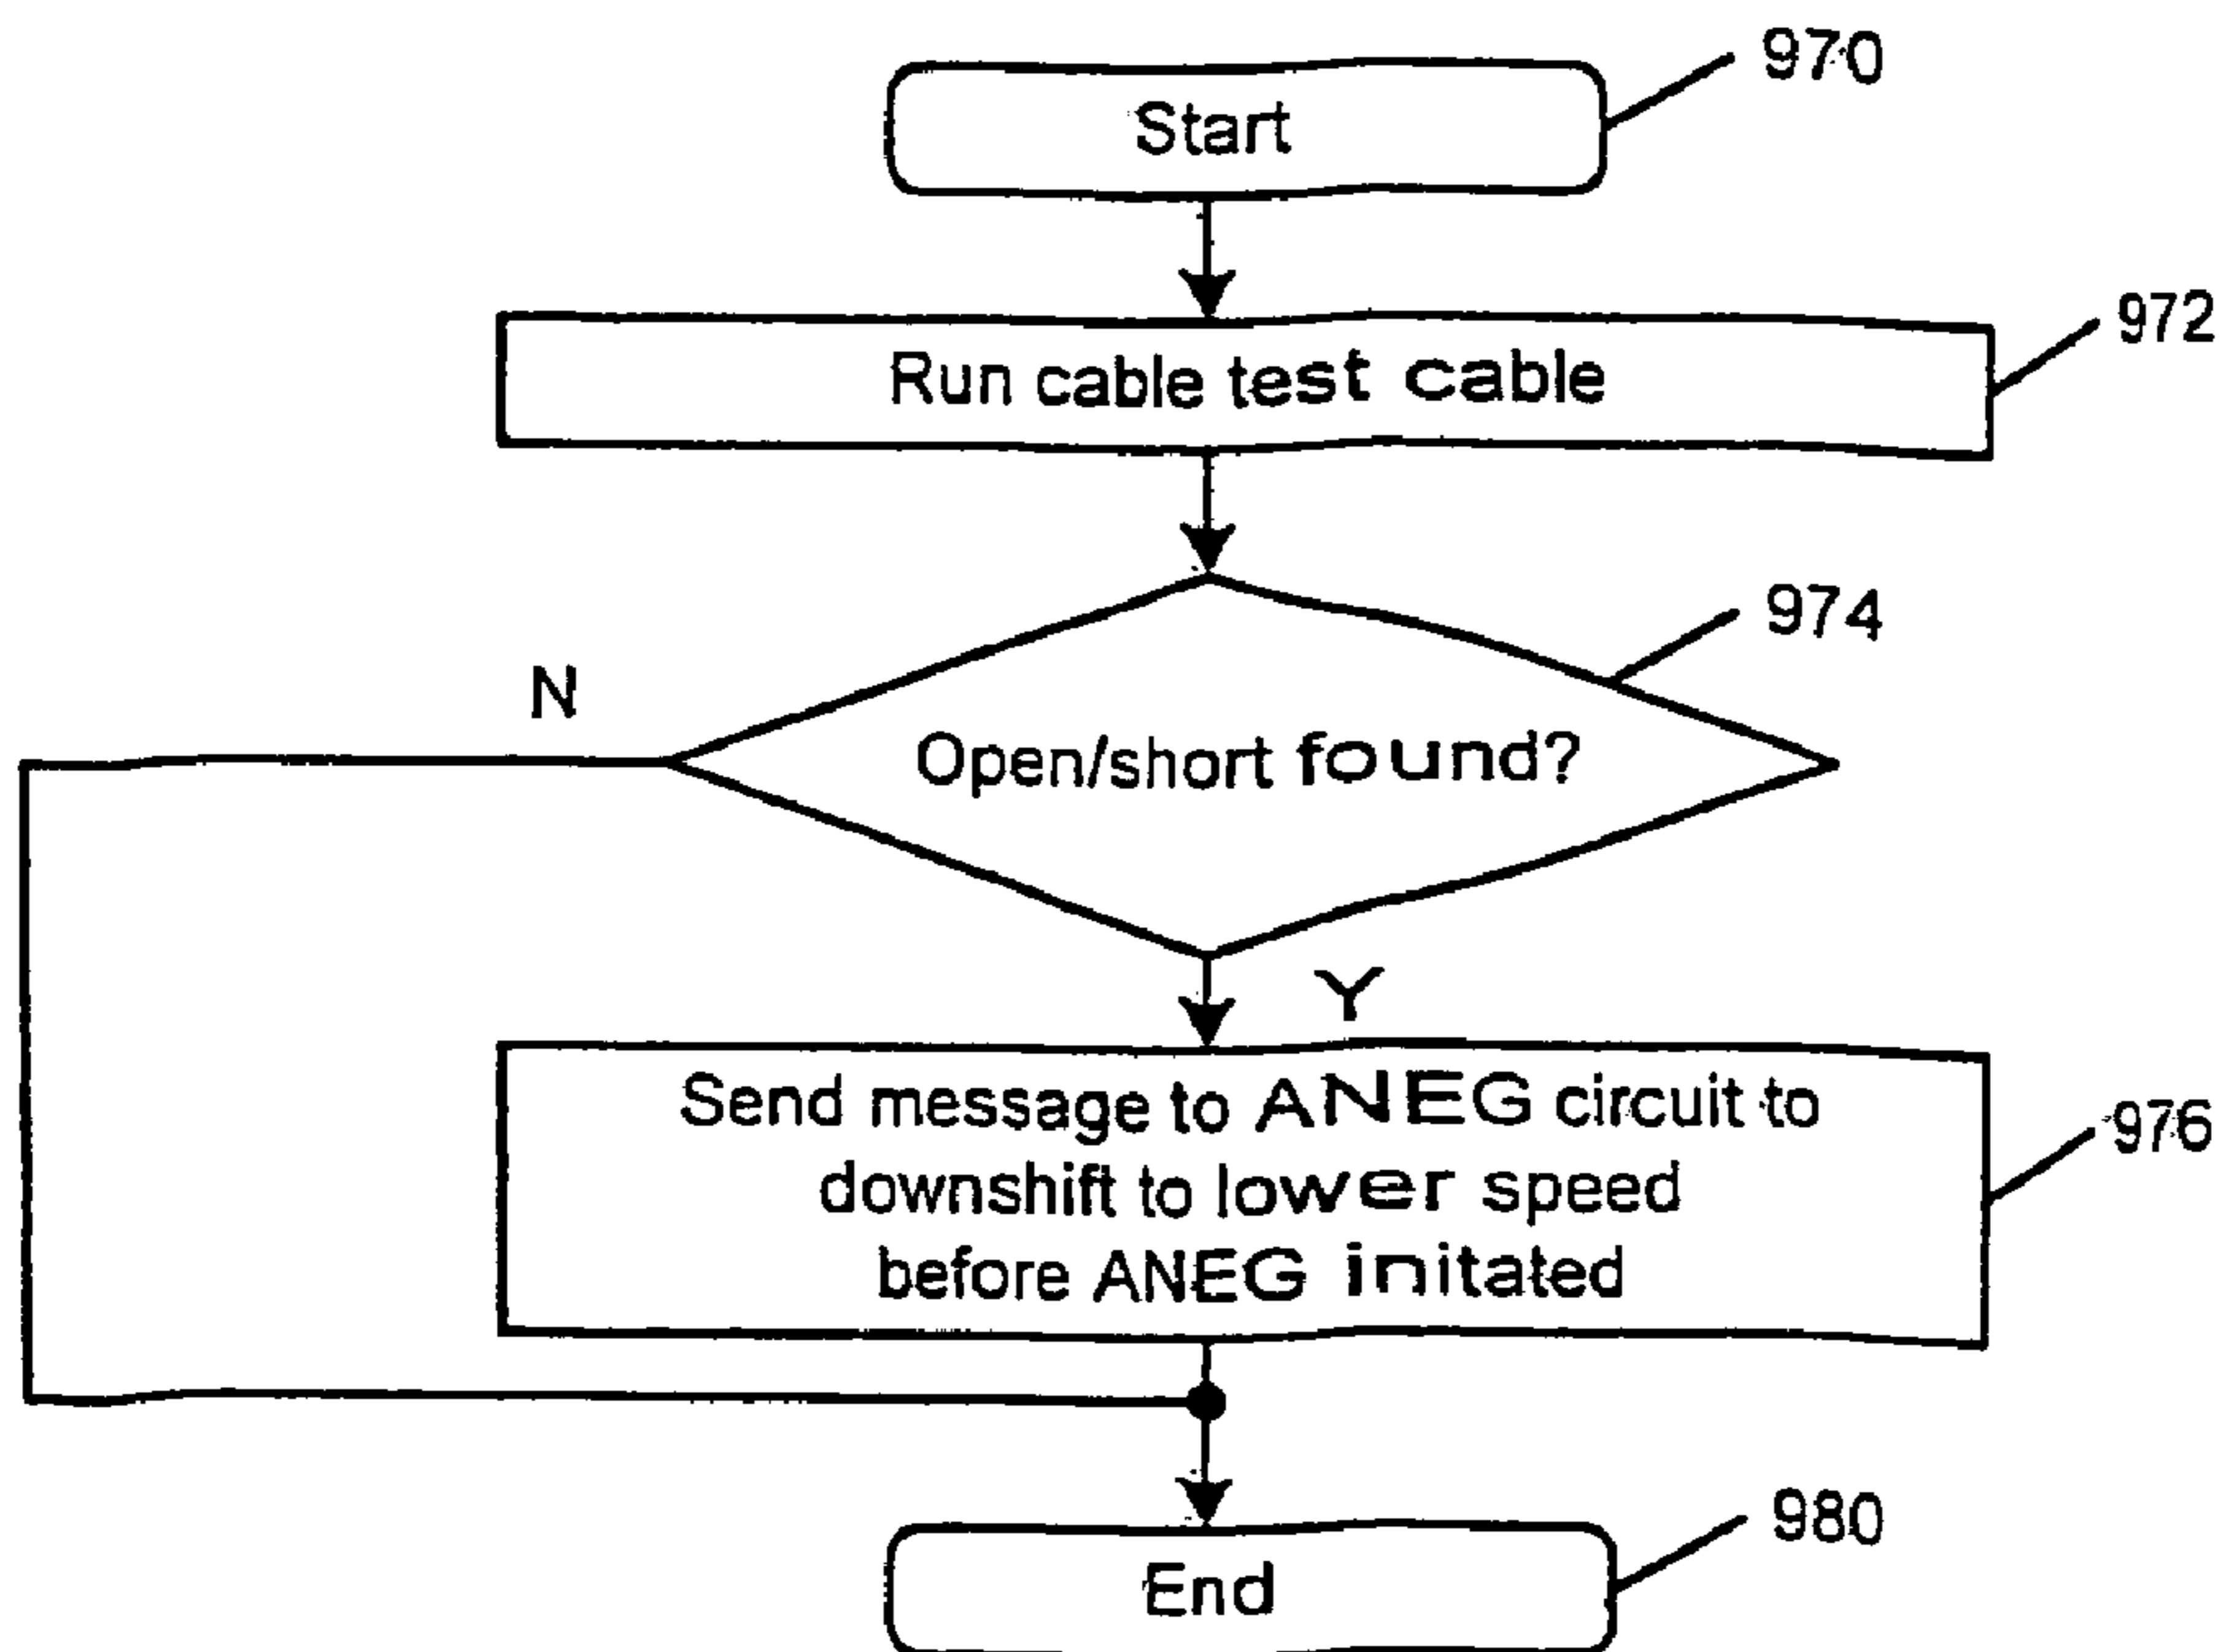 970
Start
972
Run cable test cable
974
N
Open/short found?
Y
Send message to ANEG circuit to
downshift to lower speed
before ANEG initated
976
980
End